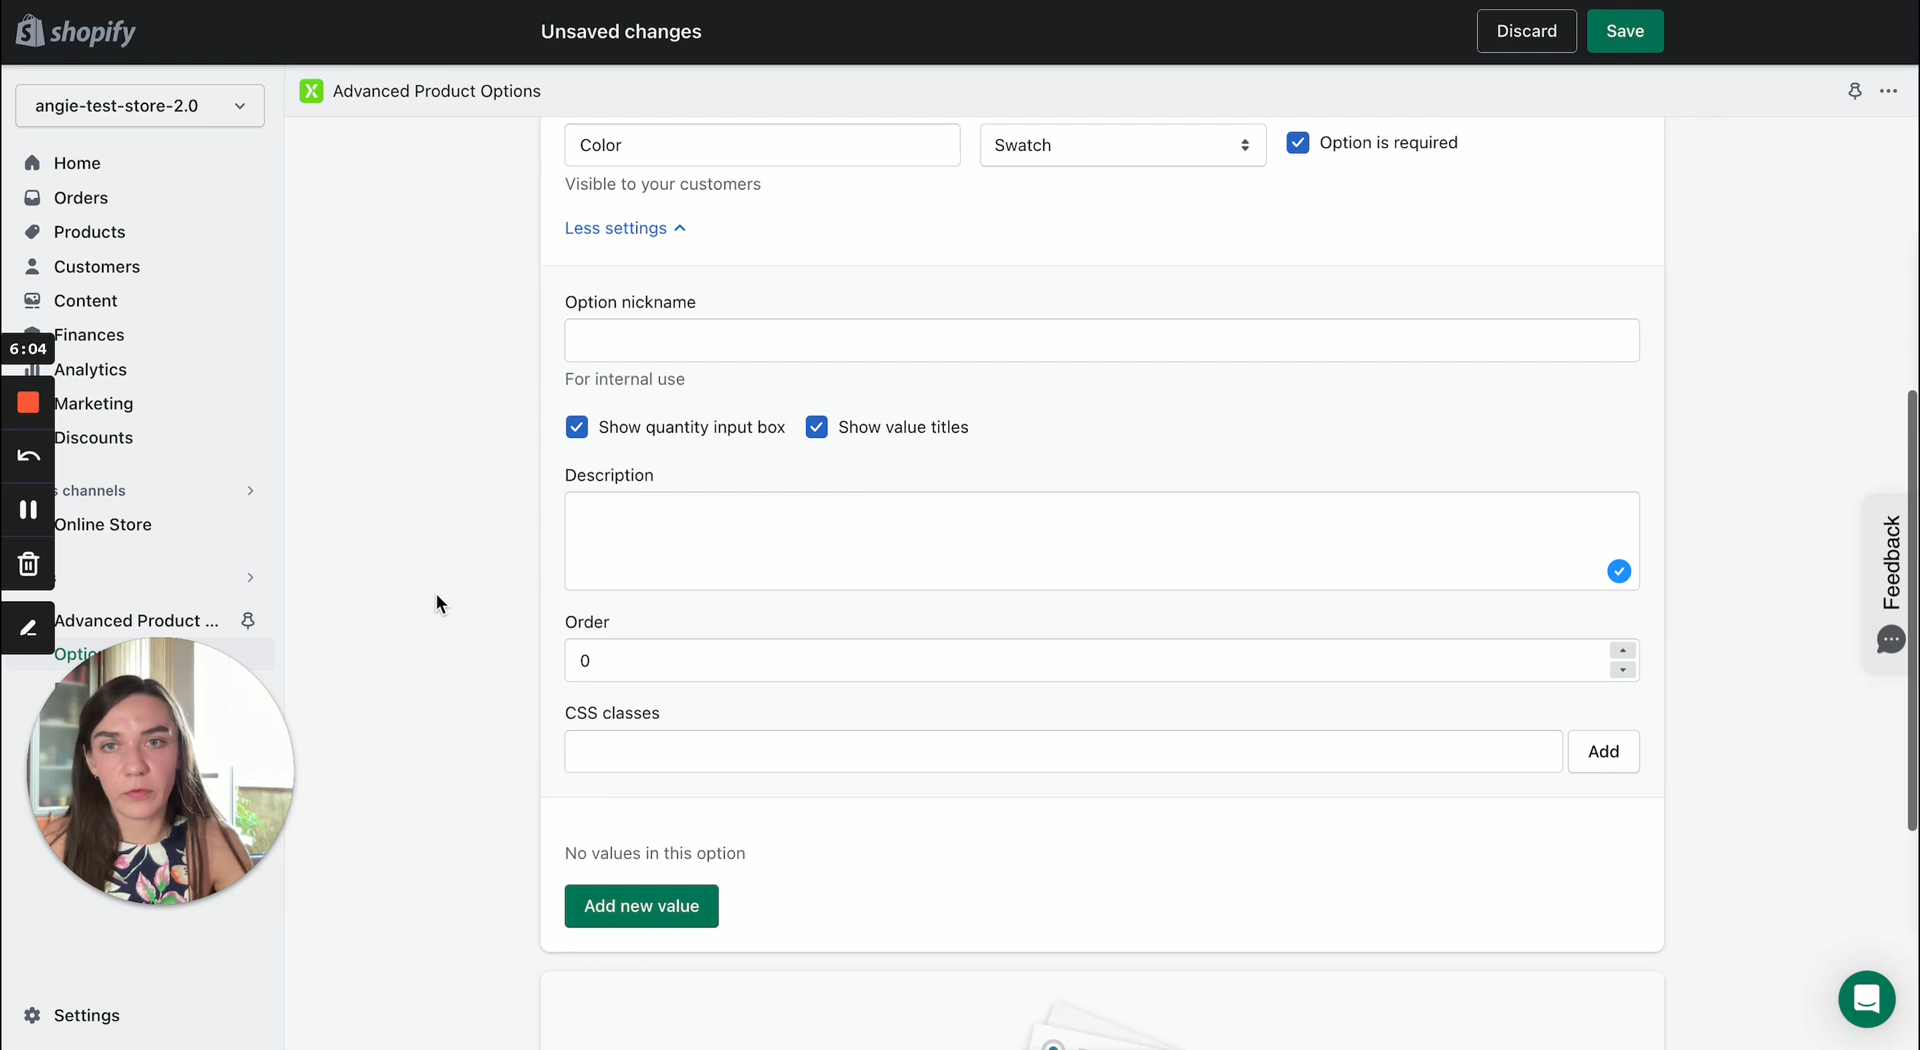 shopify
Unsaved changes
Discard
Save
angie-test-store-2.0
Advanced Product Options
Home
Orders
Products
Customers
Content
Finances
6:04
Analytics
Marketing
Discounts
s channels
Online Store
Advanced Product ...
Optio
Settings
Color
Swatch
Option is required
Visible to your customers
Less settings
Option nickname
For internal use
Show quantity input box
Show value titles
Description
Order
0
CSS classes
Add
No values in this option
Add new value
Feedback